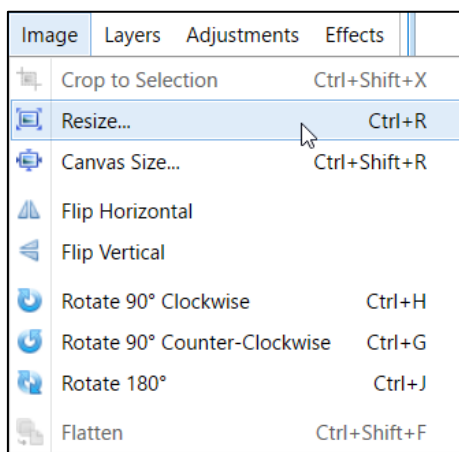 Image Layers Adjustments Effects
Crop to Selection Ctrl+Shift+X
Resize... Ctrl+R
Canvas Size... Ctrl+Shift+R
Flip Horizontal
Flip Vertical
Rotate 90° Clockwise Ctrl+H
Rotate 90° Counter-Clockwise Ctrl+G
Rotate 180° Ctrl+J
Flatten Ctrl+Shift+F